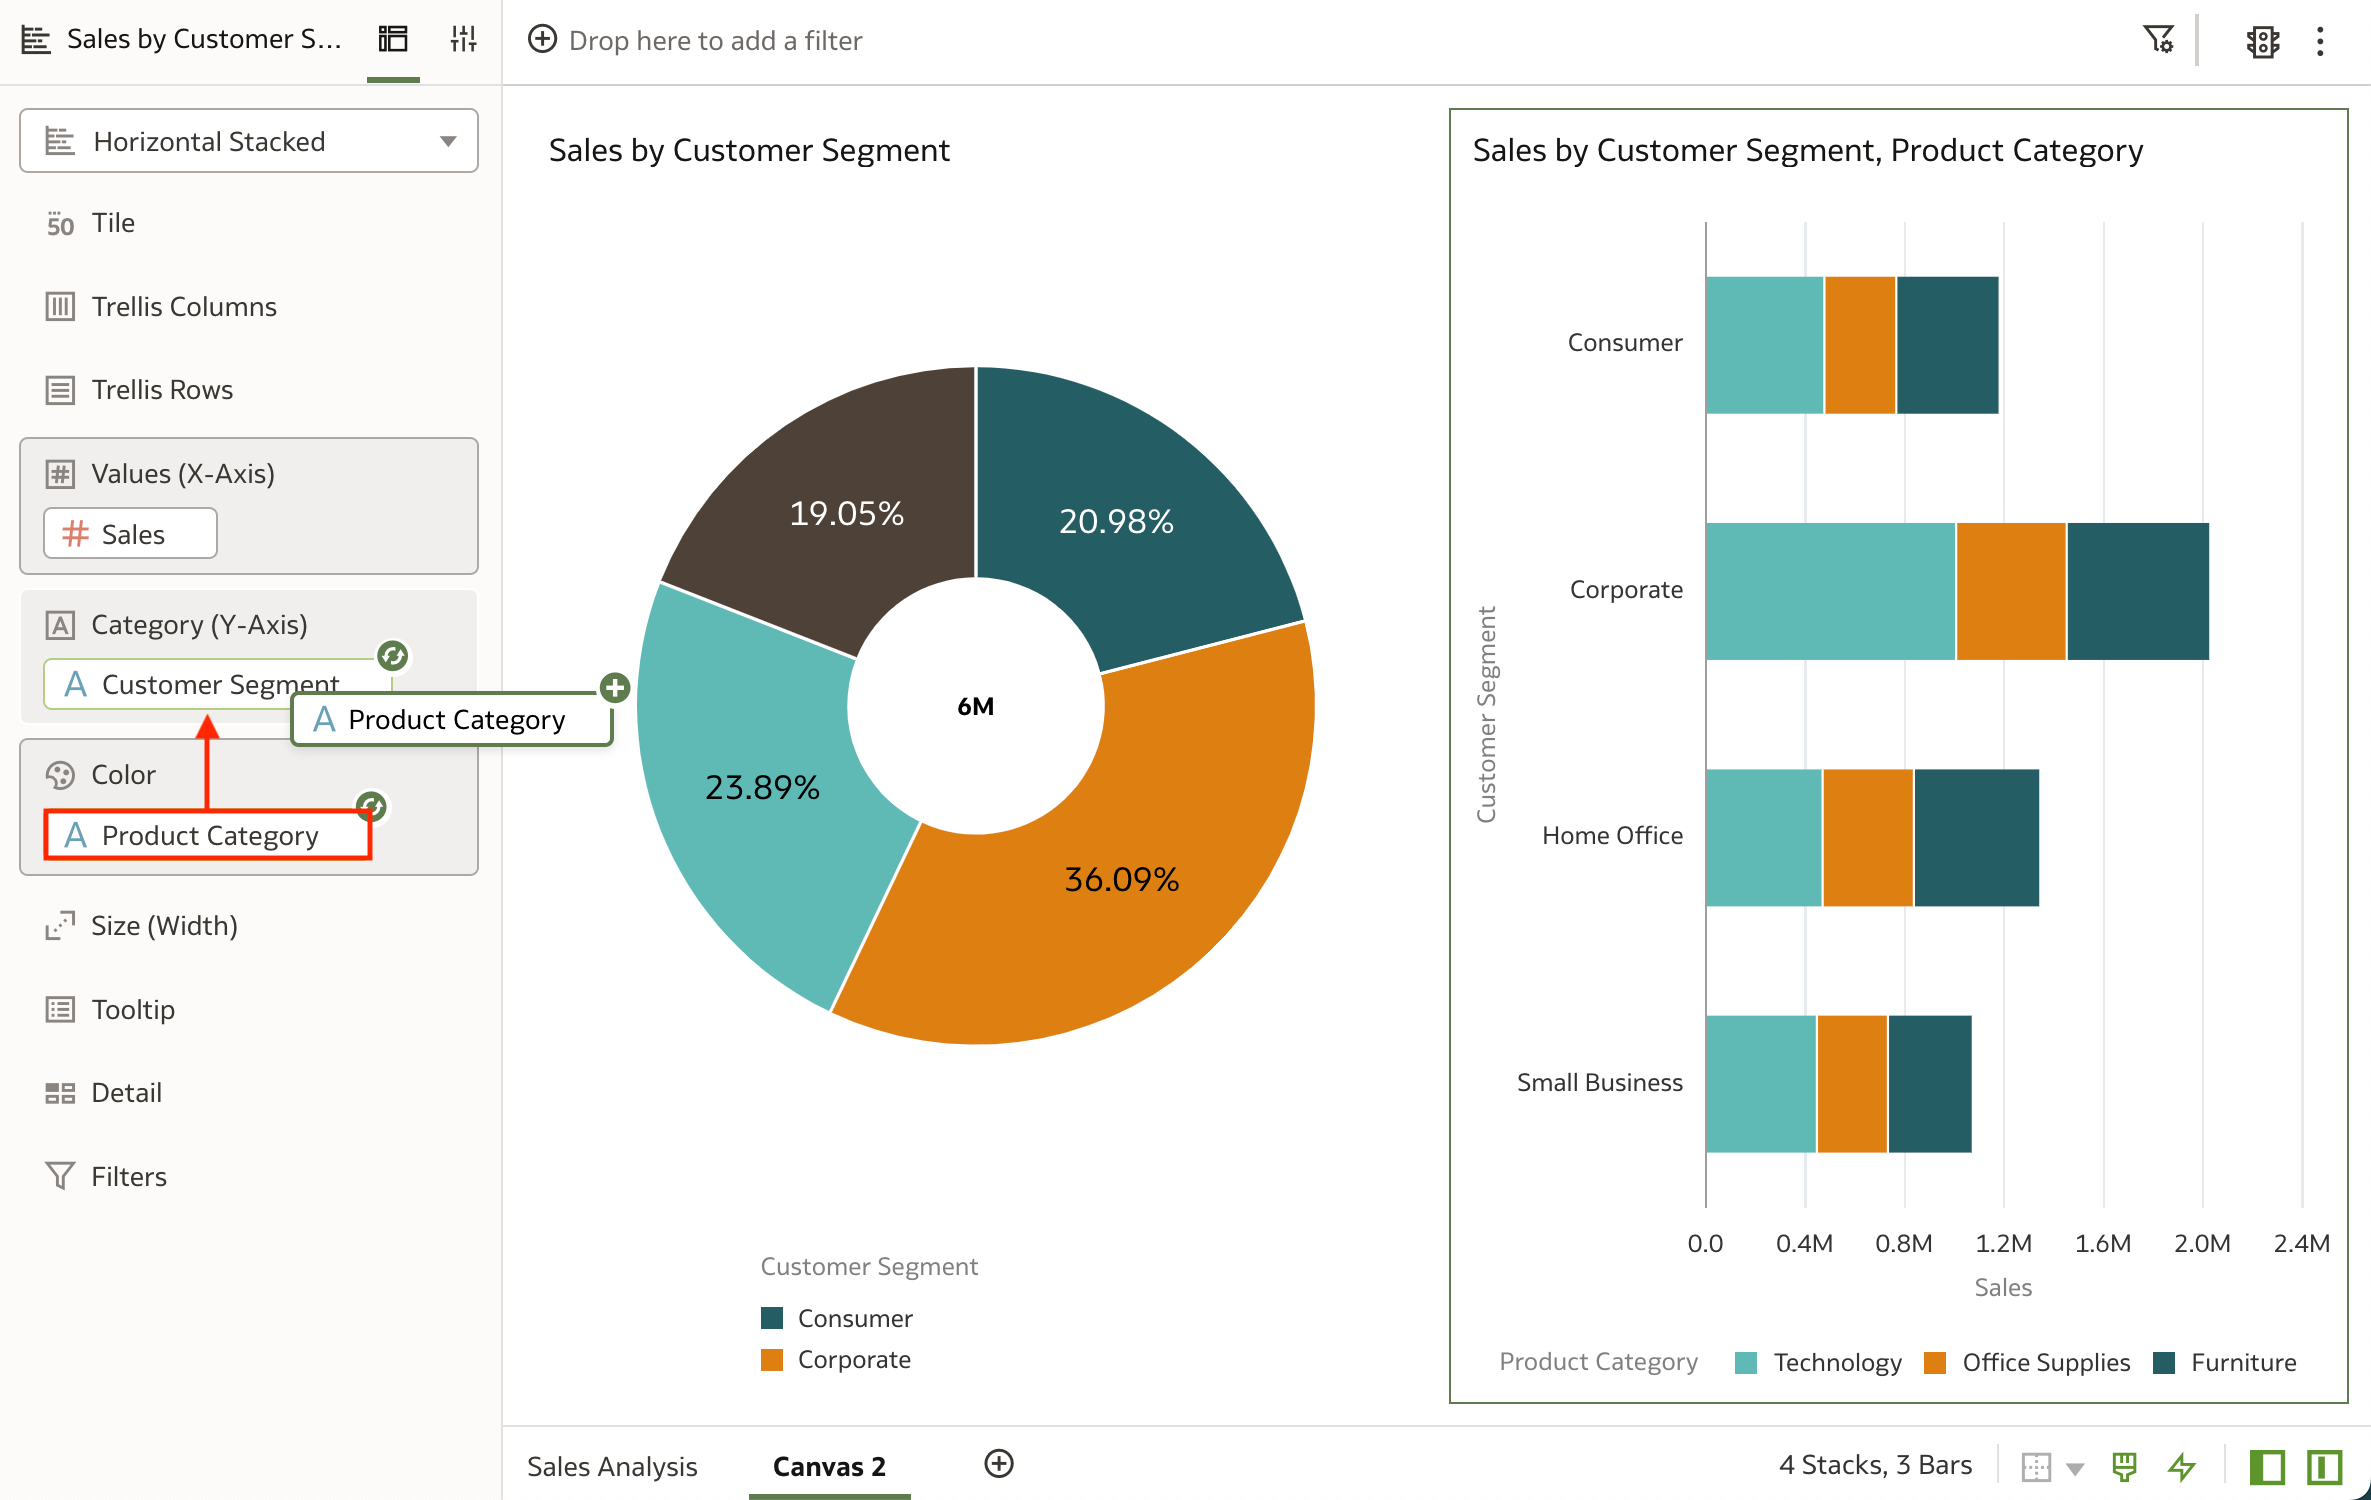 Sales by Customer S...
Drop here to add a filter
Horizontal Stacked
50 Tile
Trellis Columns
Trellis Rows
Values (X-Axis)
# Sales
Category (Y-Axis)
A Customer Segment
A Product Category
Color
A Product Category
Size (Width)
Tooltip
Detail
Filters
Sales by Customer Segment
19.05%
20.98%
6M
23.89%
36.09%
Customer Segment
Consumer
Corporate
Sales by Customer Segment, Product Category
Customer Segment
Consumer
Corporate
Home Office
Small Business
0.0 0.4M 0.8M 1.2M 1.6M 2.0M 2.4M
Sales
Product Category Technology Office Supplies Furniture
Sales Analysis Canvas 2
4 Stacks, 3 Bars